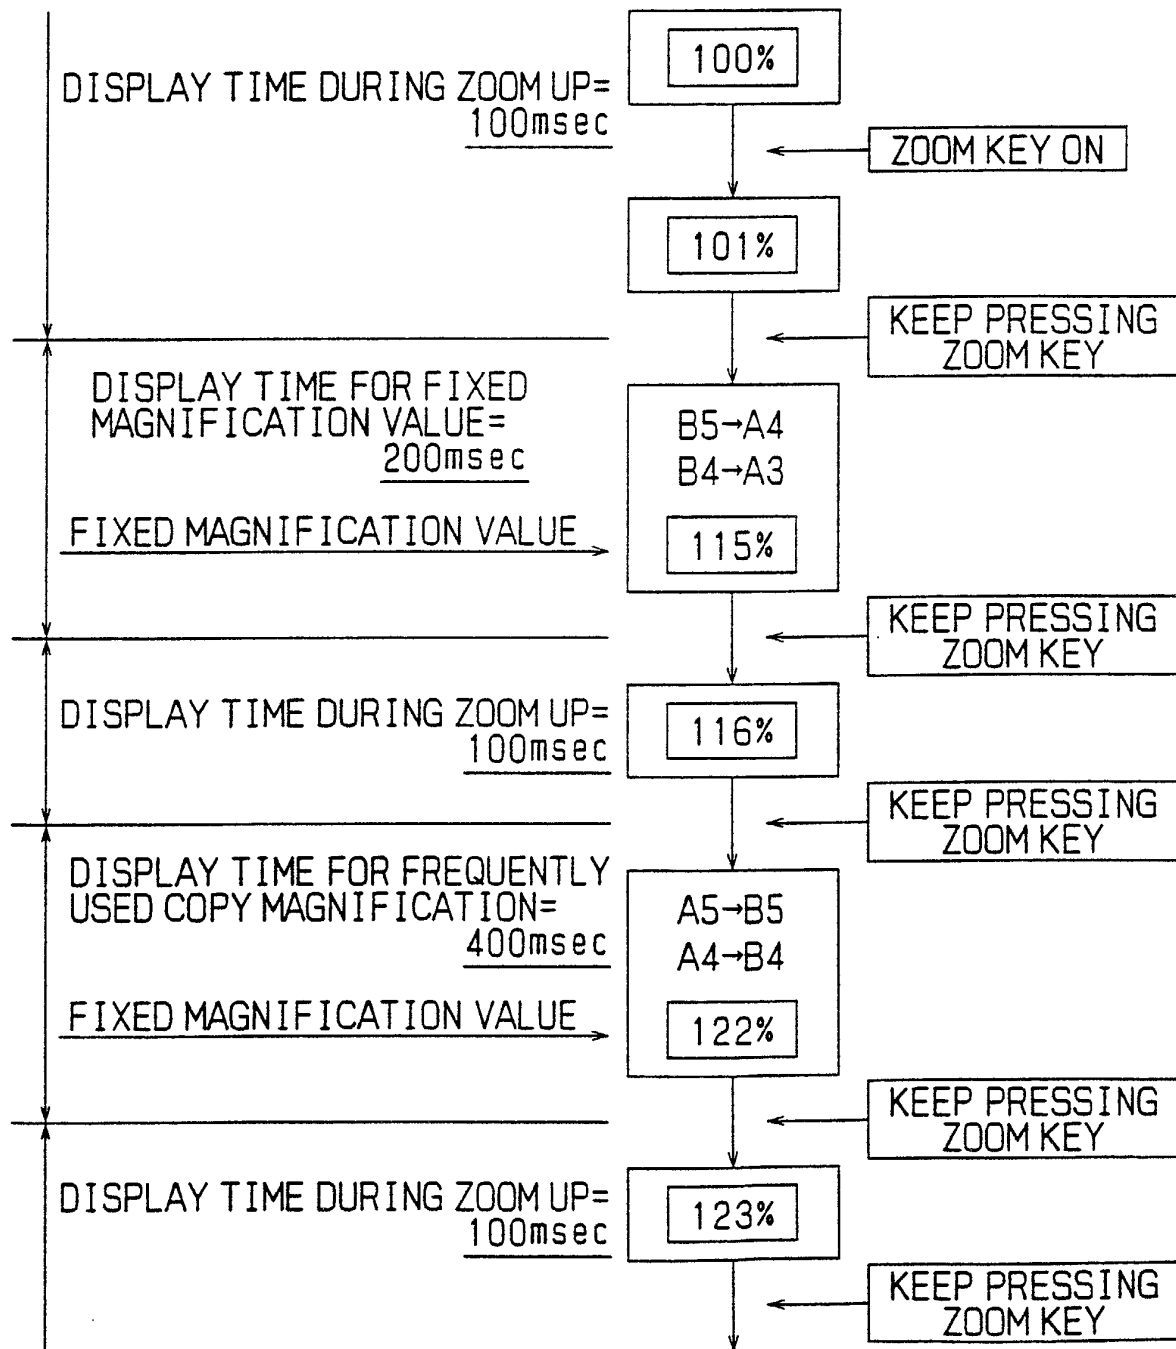 100%
DISPLAY TIME DURING ZOOM UP=
100msec
ZOOM KEY ON
101%
KEEP PRESSING
ZOOM KEY
DISPLAY TIME FOR FIXED
MAGNIFICATION VALUE=
200msec
B5→A4
B4→A3
FIXED MAGNIFICATION VALUE
115%
KEEP PRESSING
ZOOM KEY
DISPLAY TIME DURING ZOOM UP=
100msec
116%
KEEP PRESSING
ZOOM KEY
DISPLAY TIME FOR FREQUENTLY
USED COPY MAGNIFICATION=
400msec
A5→B5
A4→B4
FIXED MAGNIFICATION VALUE
122%
KEEP PRESSING
ZOOM KEY
DISPLAY TIME DURING ZOOM UP=
100msec
123%
KEEP PRESSING
ZOOM KEY